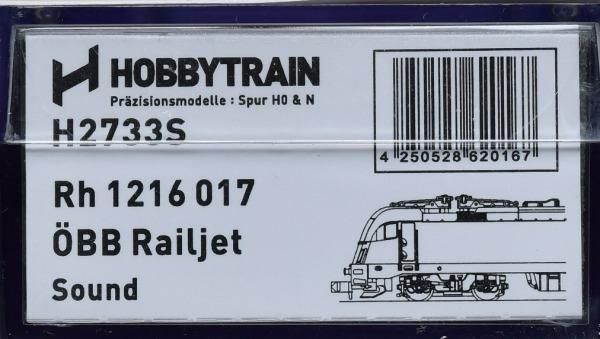 HOBBYTRAIN
Präzisionsmodelle : Spur H0 & N
H2733S
4 250528 620167
Rh 1216 017
ÖBB Railjet
Sound